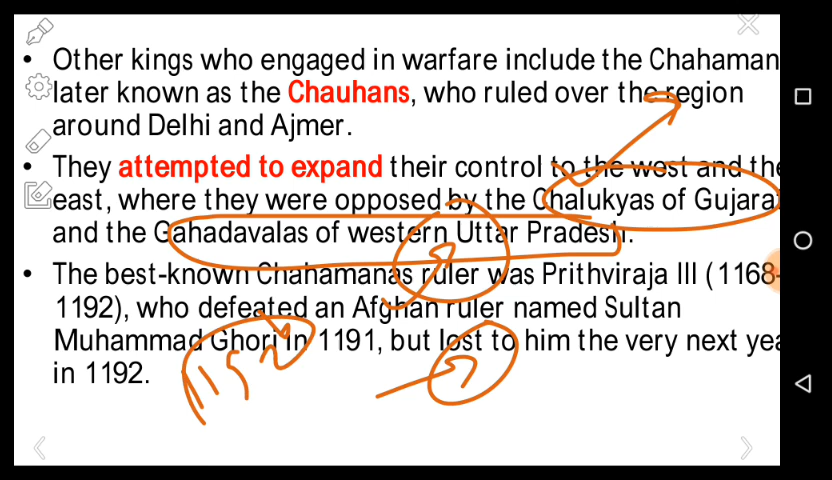 • Other kings who engaged in warfare include the Chahaman
later known as the Chauhans, who ruled over the region
around Delhi and Ajmer.
• They attempted to expand their control to the west and the
east, where they were opposed by the Chalukyas of Gujara
and the Gahadavalas of western Uttar Pradesh.
• The best-known Chahamanas ruler was Prithviraja III (1168-
1192), who defeated an Afghan ruler named Sultan
Muhammad Ghori in 1191, but lost to him the very next yea
in 1192.